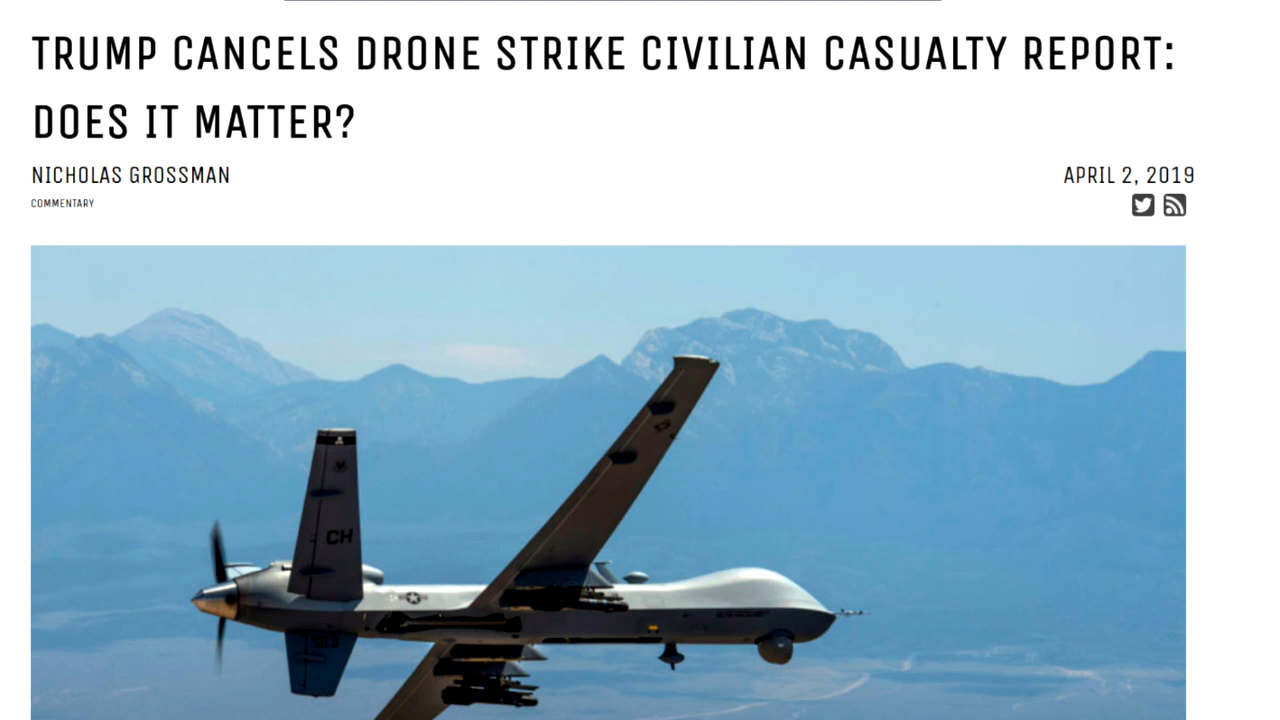 TRUMP CANCELS DRONE STRIKE CIVILIAN CASUALTY REPORT:
DOES IT MATTER?
NICHOLAS GROSSMAN
APRIL 2, 2019
COMMENTARY
CH